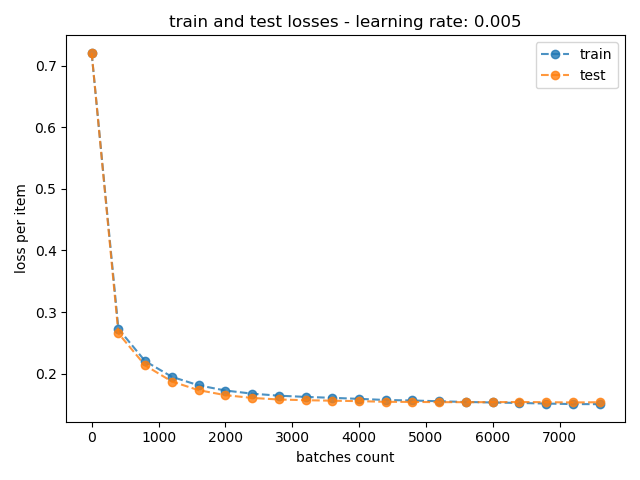 train and test losses - learning rate: 0.005
train
test
loss per item
0.7
0.6
0.5
0.4
0.3
0.2
0 1000 2000 3000 4000 5000 6000 7000
batches count